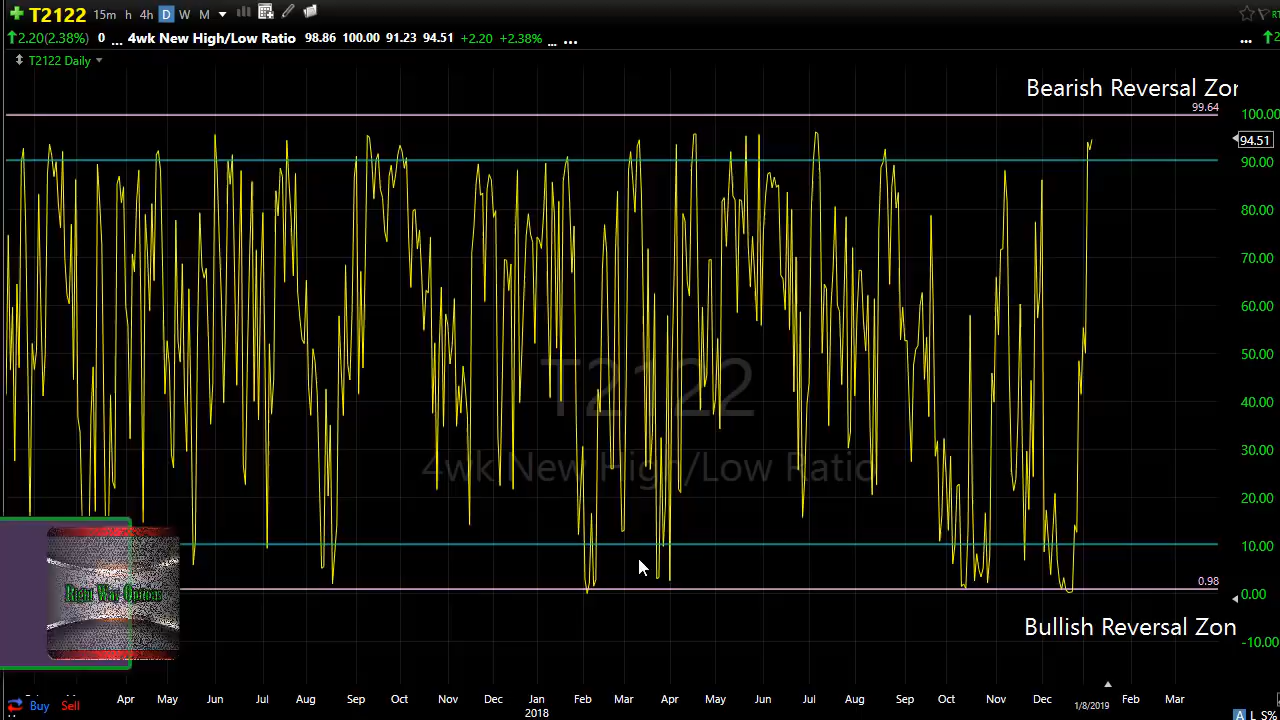 T2122 15m h 4h D W M
2.20(2.38%) 0 ... 4wk New High/Low Ratio 98.86 100.00 91.23 94.51 +2.20 +2.38% ... ...
T2122 Daily
Bearish Reversal Zon
99.64
100.00
94.51
90.00
80.00
70.00
60.00
50.00
40.00
30.00
20.00
10.00
0.98
0.00
-10.00
T2122
4wk New High/Low Ratio
Right Way Options
Bullish Reversal Zon
Apr May Jun Jul Aug Sep Oct Nov Dec Jan Feb Mar Apr May Jun Jul Aug Sep Oct Nov Dec 1/8/2019 Feb Mar
2018
Buy Sell
A L S%